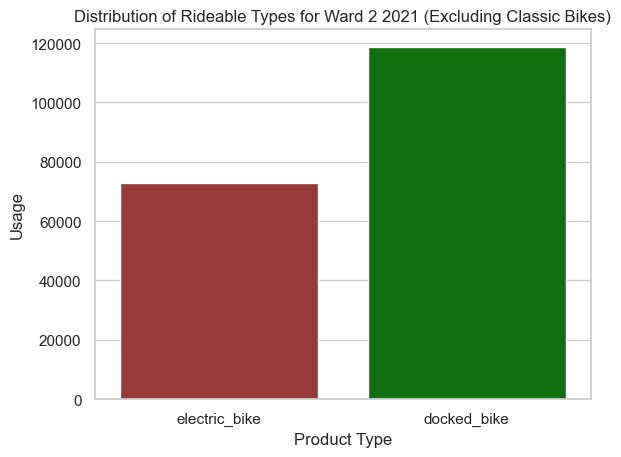 Distribution of Rideable Types for Ward 2 2021 (Excluding Classic Bikes)
120000
100000
80000
60000
40000
20000
0
Usage
electric_bike
docked_bike
Product Type